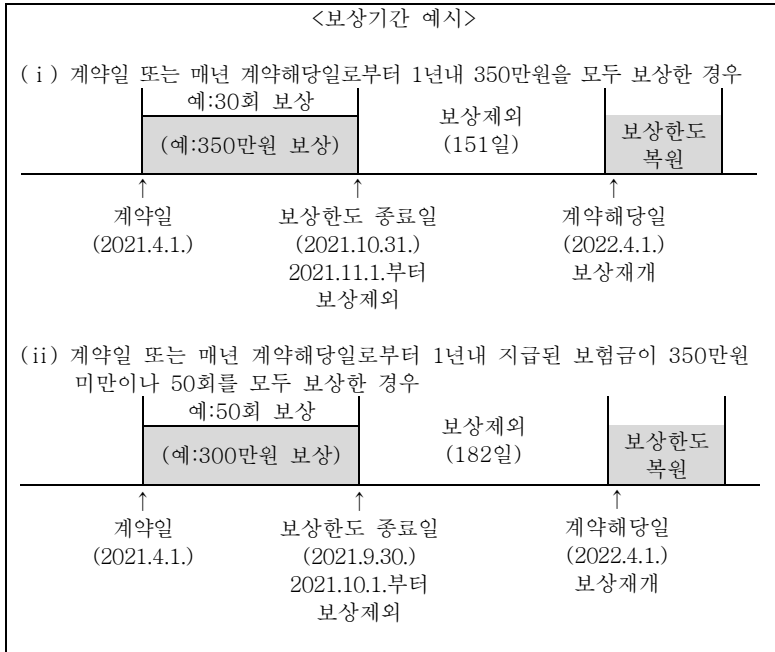 <보상기간 예시>
(ⅰ) 계약일 또는 매년 계약해당일로부터 1년내 350만원을 모두 보상한 경우
예:30회 보상
(예:350만원 보상)
보상제외
(151일)
보상한도
복원
↑
계약일
(2021.4.1.)
↑
보상한도 종료일
(2021.10.31.)
2021.11.1.부터
보상제외
↑
계약해당일
(2022.4.1.)
보상재개
(ⅱ) 계약일 또는 매년 계약해당일로부터 1년내 지급된 보험금이 350만원
미만이나 50회를 모두 보상한 경우
예:50회 보상
(예:300만원 보상)
보상제외
(182일)
보상한도
복원
↑
계약일
(2021.4.1.)
↑
보상한도 종료일
(2021.9.30.)
2021.10.1.부터
보상제외
↑
계약해당일
(2022.4.1.)
보상재개